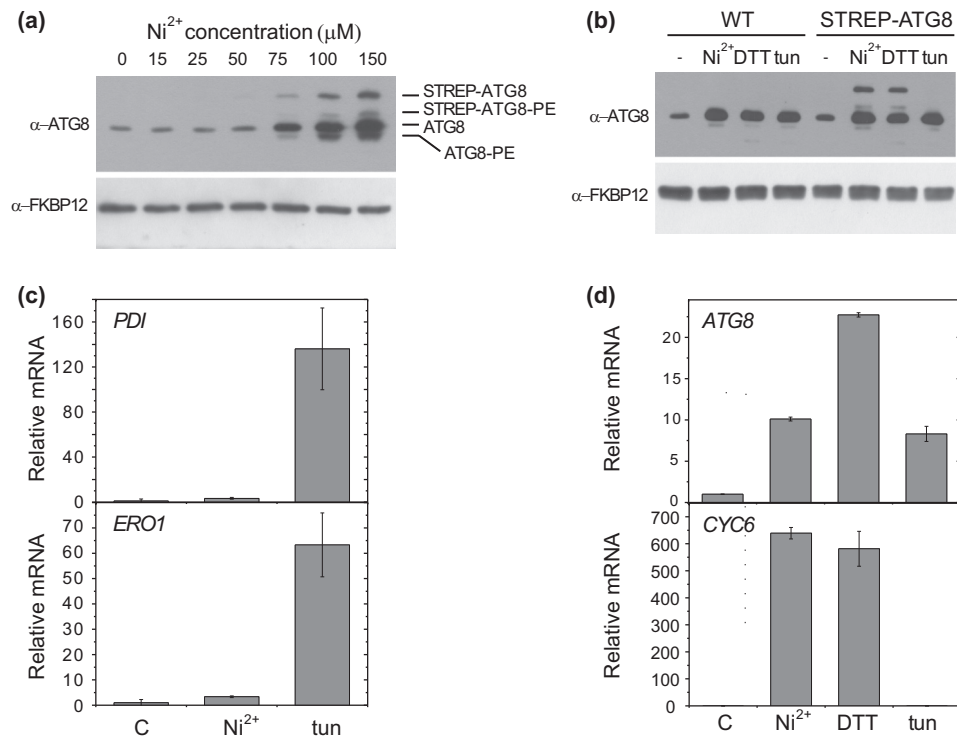 (a)
Ni²⁺ concentration (μM)
0 15 25 50 75 100 150
α–ATG8
STREP-ATG8
STREP-ATG8-PE
ATG8
ATG8-PE
α–FKBP12
(b)
WT STREP-ATG8
- Ni²⁺ DTT tun - Ni²⁺ DTT tun
α–ATG8
α–FKBP12
(c)
PDI
Relative mRNA
160
120
80
40
0
ERO1
Relative mRNA
70
60
50
40
30
20
10
0
C Ni²⁺ tun
(d)
ATG8
Relative mRNA
20
15
10
5
0
CYC6
Relative mRNA
700
600
500
400
300
200
100
0
C Ni²⁺ DTT tun